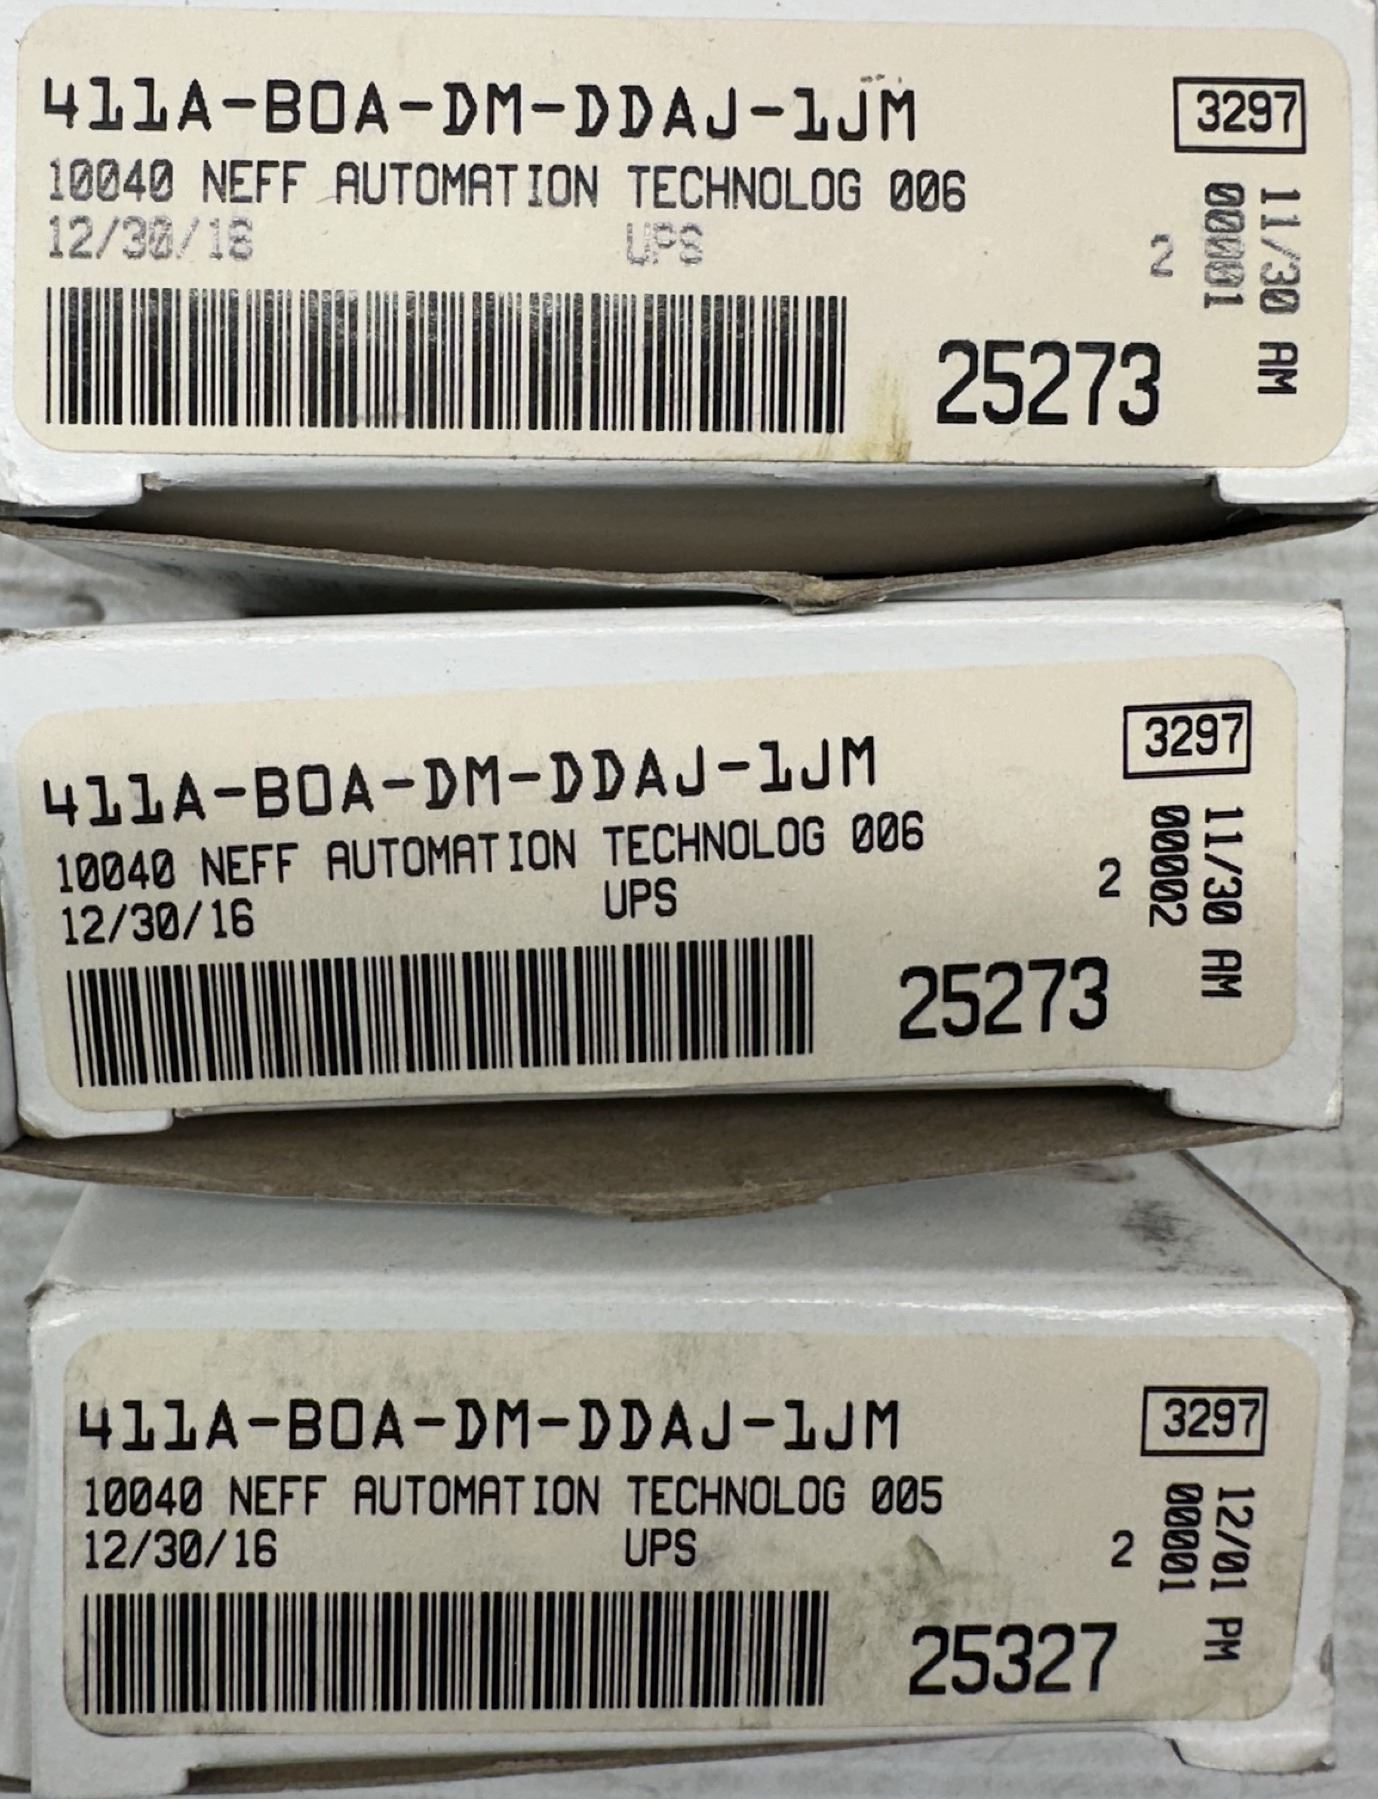 411A-B0A-DM-DDAJ-1JM
3297
10040 NEFF AUTOMATION TECHNOLOG 006
12/30/16 UPS 2
25273
11/30 AM
00001
411A-B0A-DM-DDAJ-1JM
3297
10040 NEFF AUTOMATION TECHNOLOG 006
12/30/16 UPS 2
25273
11/30 AM
00002
411A-B0A-DM-DDAJ-1JM
3297
10040 NEFF AUTOMATION TECHNOLOG 005
12/30/16 UPS 2
25327
12/01 PM
00001